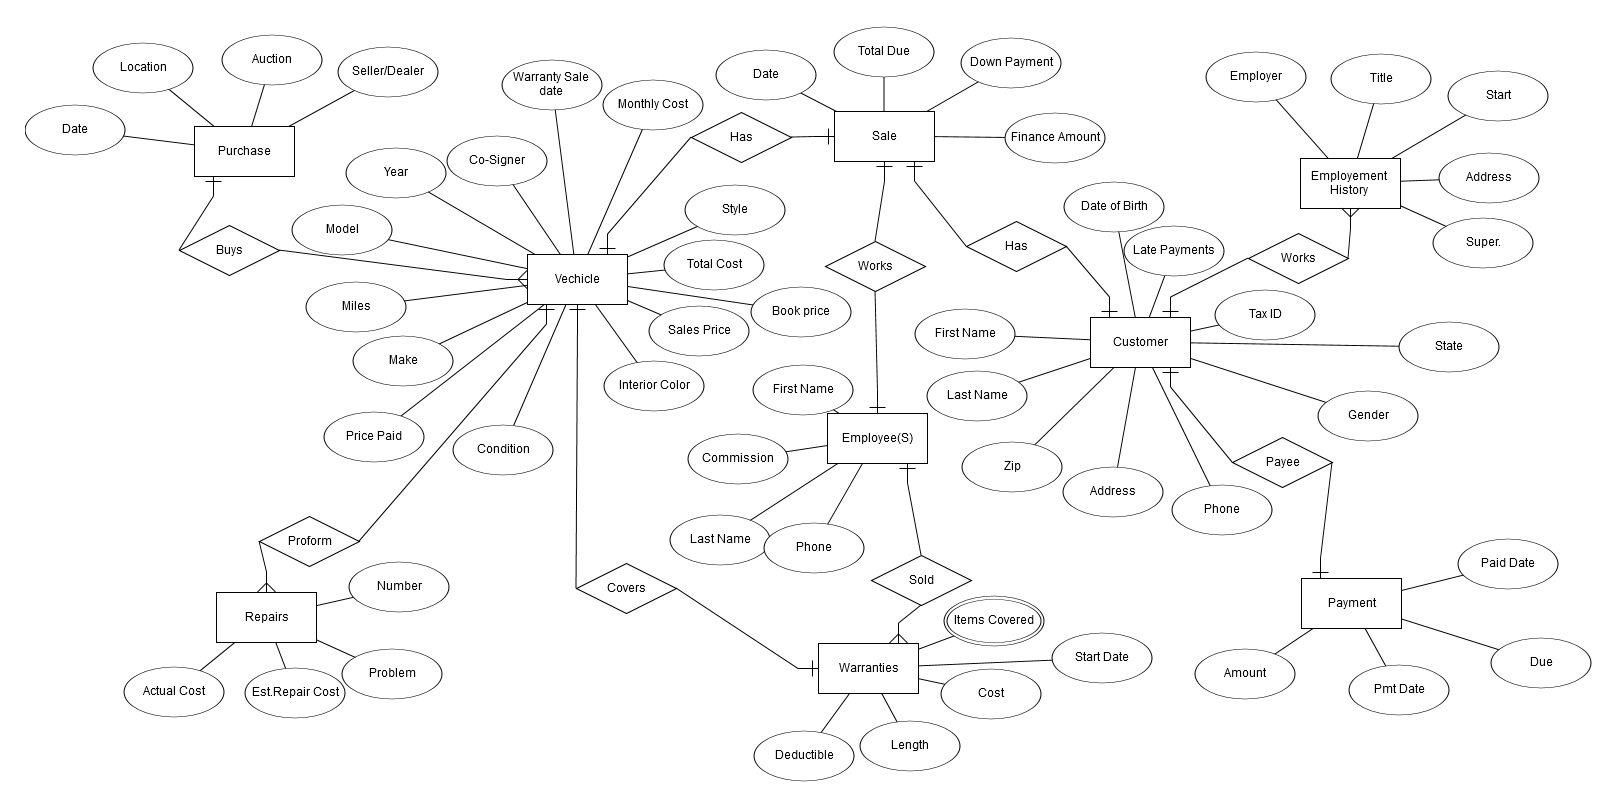 Total Due
Down Payment
Date
Location
Auction
Seller/Dealer
Employer
Title
Start
Warranty Sale
date
Monthly Cost
Date
Has
Sale
Finance Amount
Purchase
Co-Signer
Year
Employement
History
Address
Style
Date of Birth
Model
Buys
Has
Late Payments
Super.
Works
Works
Total Cost
Vechicle
Miles
Book price
Tax ID
Sales Price
First Name
Customer
State
Make
Interior Color
First Name
Last Name
Gender
Price Paid
Condition
Employee(S)
Commission
Zip
Payee
Address
Phone
Last Name
Phone
Proform
Paid Date
Number
Covers
Sold
Repairs
Payment
Items Covered
Start Date
Warranties
Due
Problem
Amount
Actual Cost
Est.Repair Cost
Cost
Pmt Date
Deductible
Length